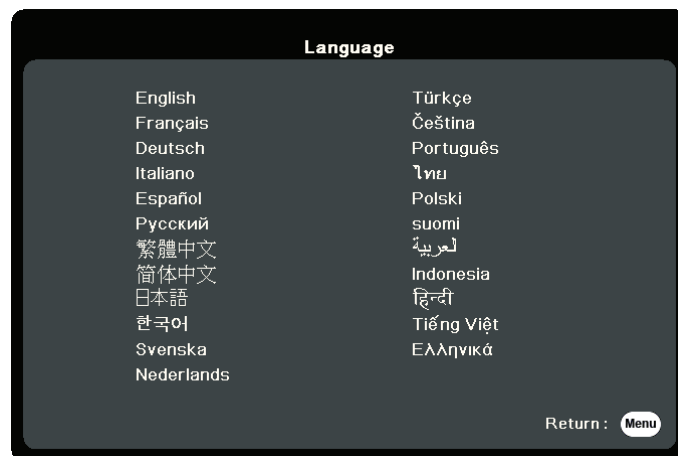 Language
English
Français
Deutsch
Italiano
Español
Русский
繁體中文
简体中文
日本語
한국어
Svenska
Nederlands
Türkçe
Čeština
Português
ไทย
Polski
suomi
العربية
Indonesia
हिन्दी
Tiếng Việt
Ελληνικά
Return : Menu